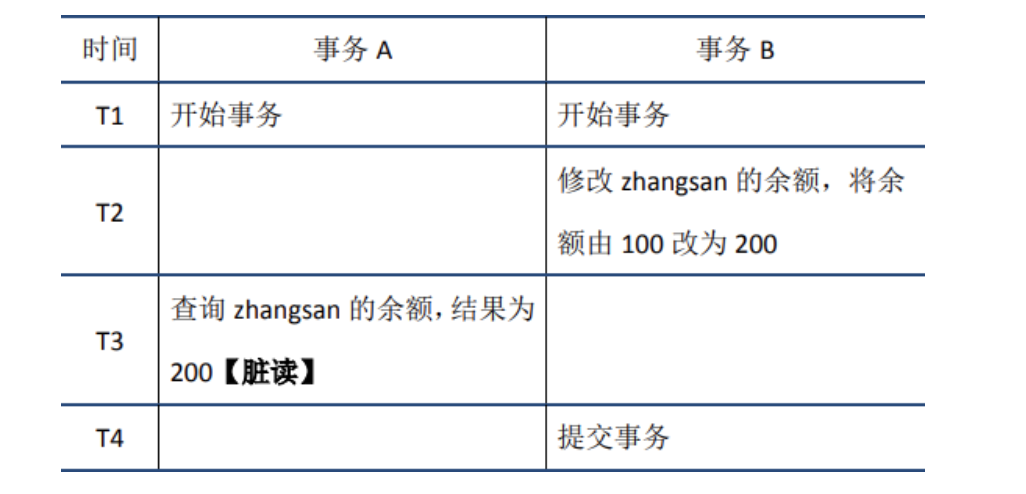 时间 事务 A 事务 B
T1 开始事务 开始事务
修改 zhangsan 的余额，将余
T2
额由 100 改为 200
查询 zhangsan 的余额，结果为
T3
200【脏读】
T4 提交事务